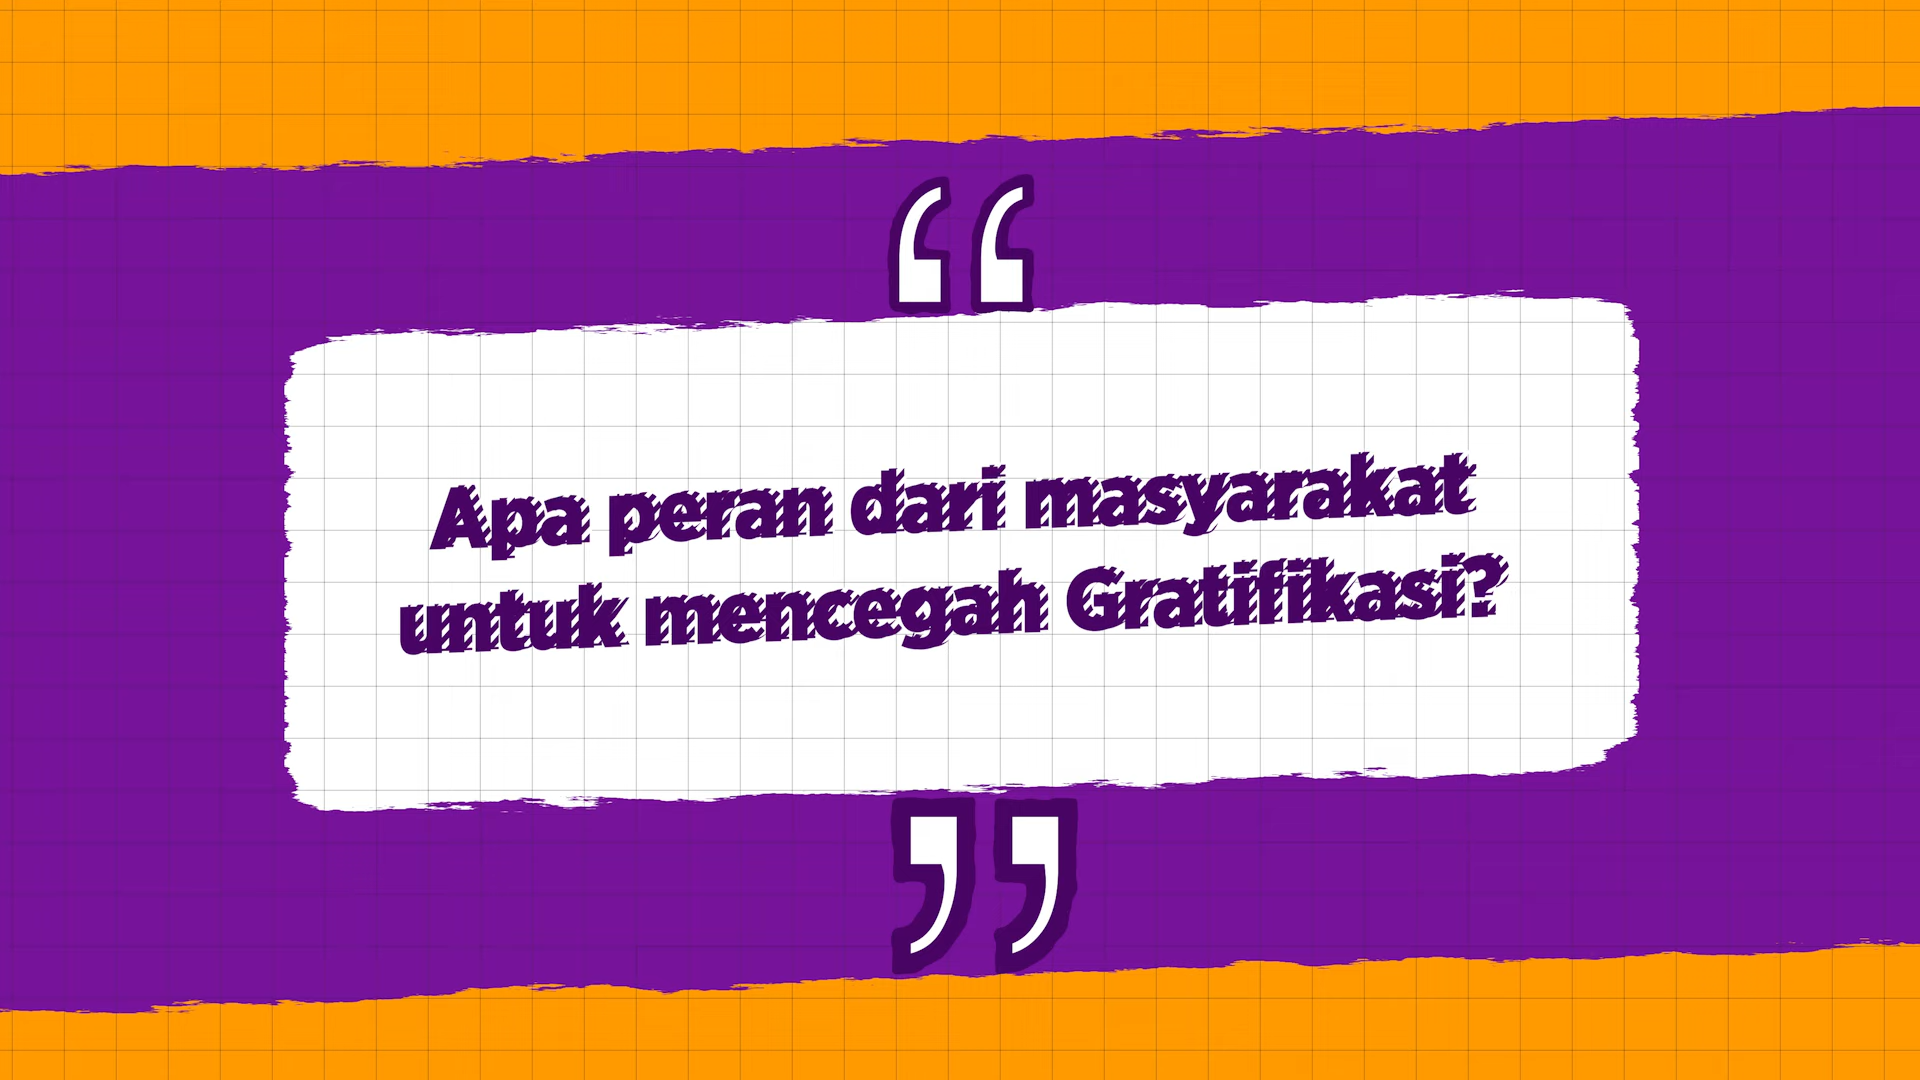 “
Apa peran dari masyarakat
untuk mencegah Gratifikasi?
”